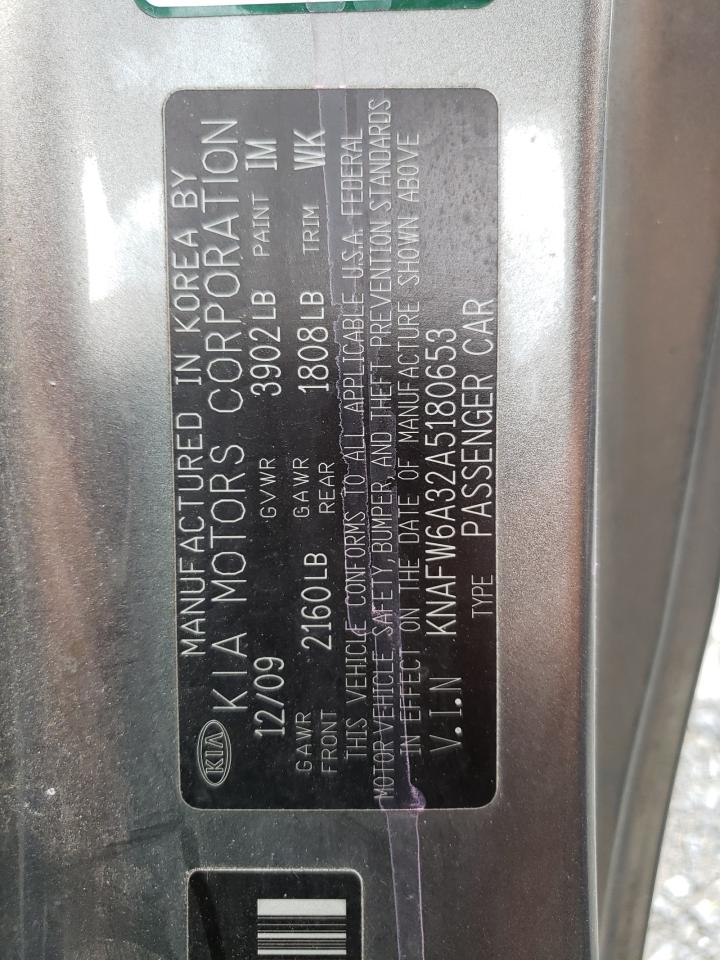 MANUFACTURED IN KOREA BY
KIA KIA MOTORS CORPORATION
12/09 GVWR 3902LB PAINT IM
GAWR FRONT 2160LB GAWR REAR 1808LB TRIM WK
THIS VEHICLE CONFORMS TO ALL APPLICABLE U.S.A. FEDERAL
MOTOR VEHICLE SAFETY, BUMPER, AND THEFT PREVENTION STANDARDS
IN EFFECT ON THE DATE OF MANUFACTURE SHOWN ABOVE
V.I.N KNAFW6A32A5180653
TYPE PASSENGER CAR